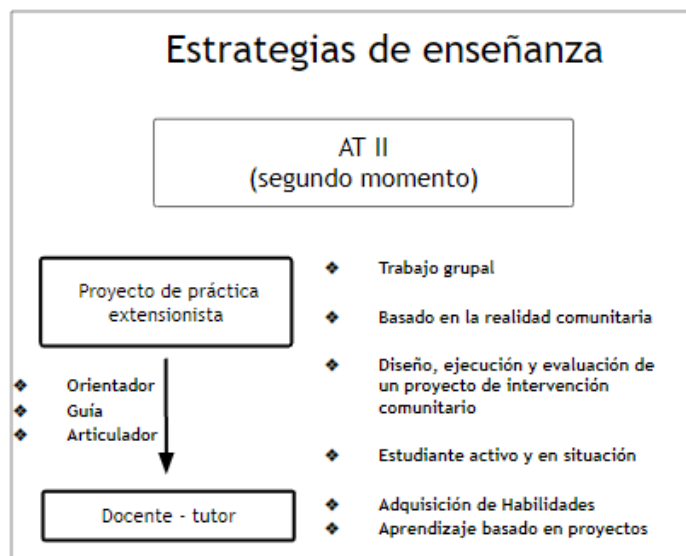 Estrategias de enseñanza
AT II
(segundo momento)
Proyecto de práctica
extensionista
❖ Orientador
❖ Guía
❖ Articulador
Docente - tutor
❖ Trabajo grupal
❖ Basado en la realidad comunitaria
❖ Diseño, ejecución y evaluación de
un proyecto de intervención
comunitario
❖ Estudiante activo y en situación
❖ Adquisición de Habilidades
❖ Aprendizaje basado en proyectos